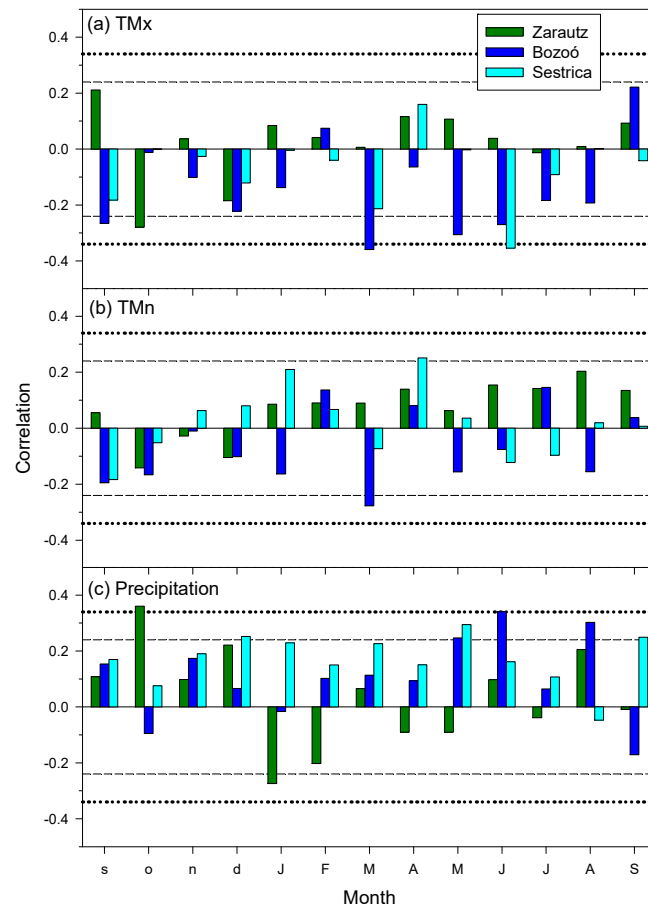 (a) TMx
Zarautz
Bozoó
Sestrica
0.4
0.2
0.0
-0.2
-0.4
(b) TMn
0.4
0.2
0.0
-0.2
-0.4
Correlation
(c) Precipitation
0.4
0.2
0.0
-0.2
-0.4
s o n d J F M A M J J A S
Month